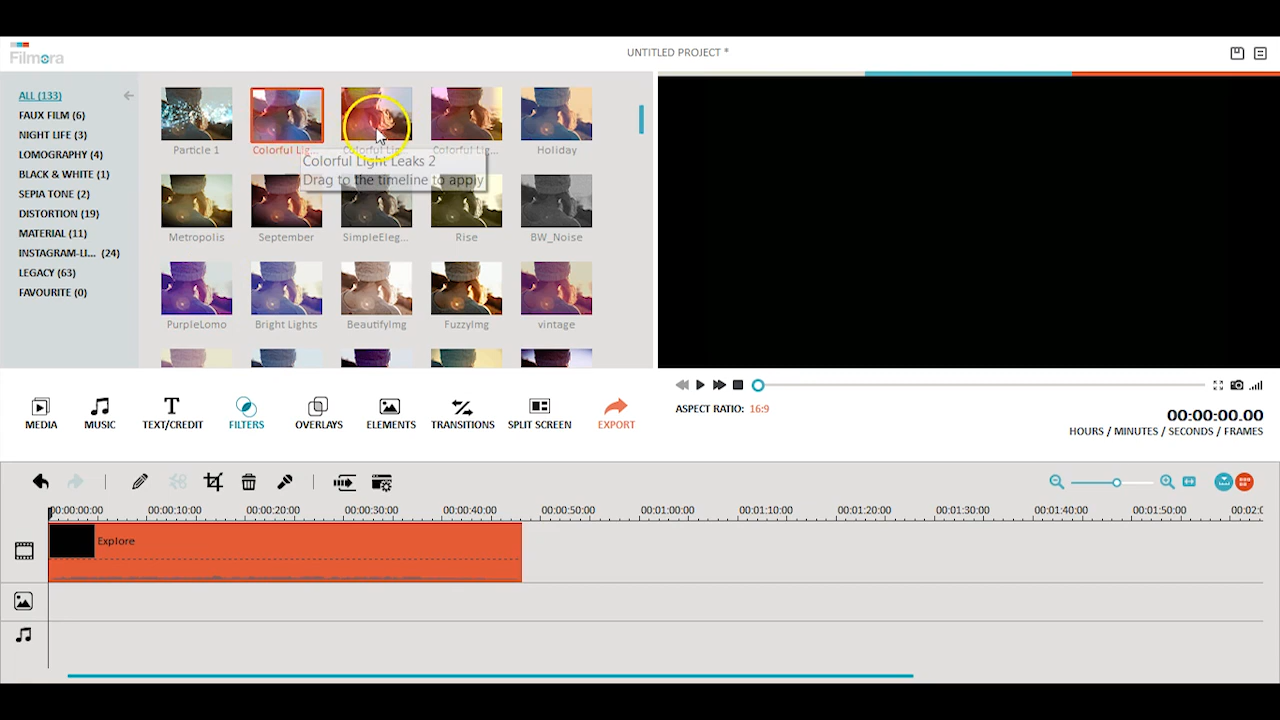 Filmora
UNTITLED PROJECT *
ALL (133)
FAUX FILM (6)
NIGHT LIFE (3)
LOMOGRAPHY (4)
BLACK & WHITE (1)
SEPIA TONE (2)
DISTORTION (19)
MATERIAL (11)
INSTAGRAM-LI... (24)
LEGACY (63)
FAVOURITE (0)
Particle 1
Colorful Lig...
Colorful Lig...
Colorful Lig...
Holiday
Colorful Light Leaks 2
Drag to the timeline to apply
Metropolis
September
SimpleEleg...
Rise
BW_Noise
PurpleLomo
Bright Lights
BeautifyImg
FuzzyImg
vintage
ASPECT RATIO: 16:9
00:00:00.00
HOURS / MINUTES / SECONDS / FRAMES
MEDIA
MUSIC
TEXT/CREDIT
FILTERS
OVERLAYS
ELEMENTS
TRANSITIONS
SPLIT SCREEN
EXPORT
00:00:00:00
00:00:10:00
00:00:20:00
00:00:30:00
00:00:40:00
00:00:50:00
00:01:00:00
00:01:10:00
00:01:20:00
00:01:30:00
00:01:40:00
00:01:50:00
00:02:0
Explore